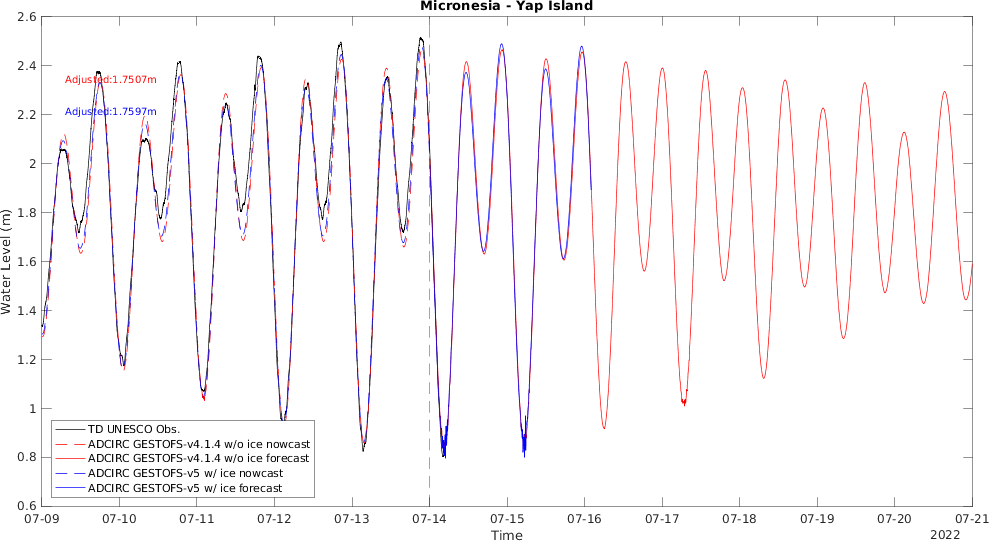 Micronesia - Yap Island
2.6
2.4
2.2
2
1.8
1.6
1.4
1.2
1
0.8
0.6
Water Level (m)
Adjusted:1.7507m
Adjusted:1.7597m
TD UNESCO Obs.
ADCIRC GESTOFS-v4.1.4 w/o ice nowcast
ADCIRC GESTOFS-v4.1.4 w/o ice forecast
ADCIRC GESTOFS-v5 w/ ice nowcast
ADCIRC GESTOFS-v5 w/ ice forecast
07-09 07-10 07-11 07-12 07-13 07-14 07-15 07-16 07-17 07-18 07-19 07-20 07-21
Time
2022